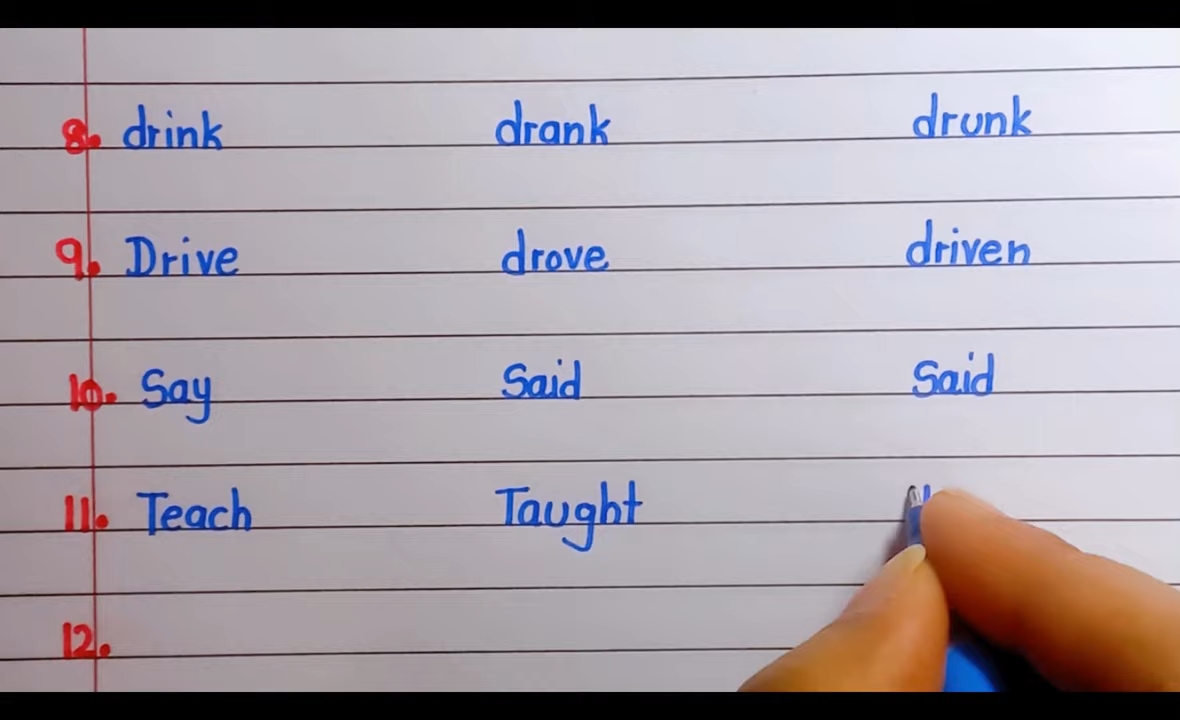 8. drink drank drunk
9. Drive drove driven
10. Say Said Said
11. Teach Taught
12.